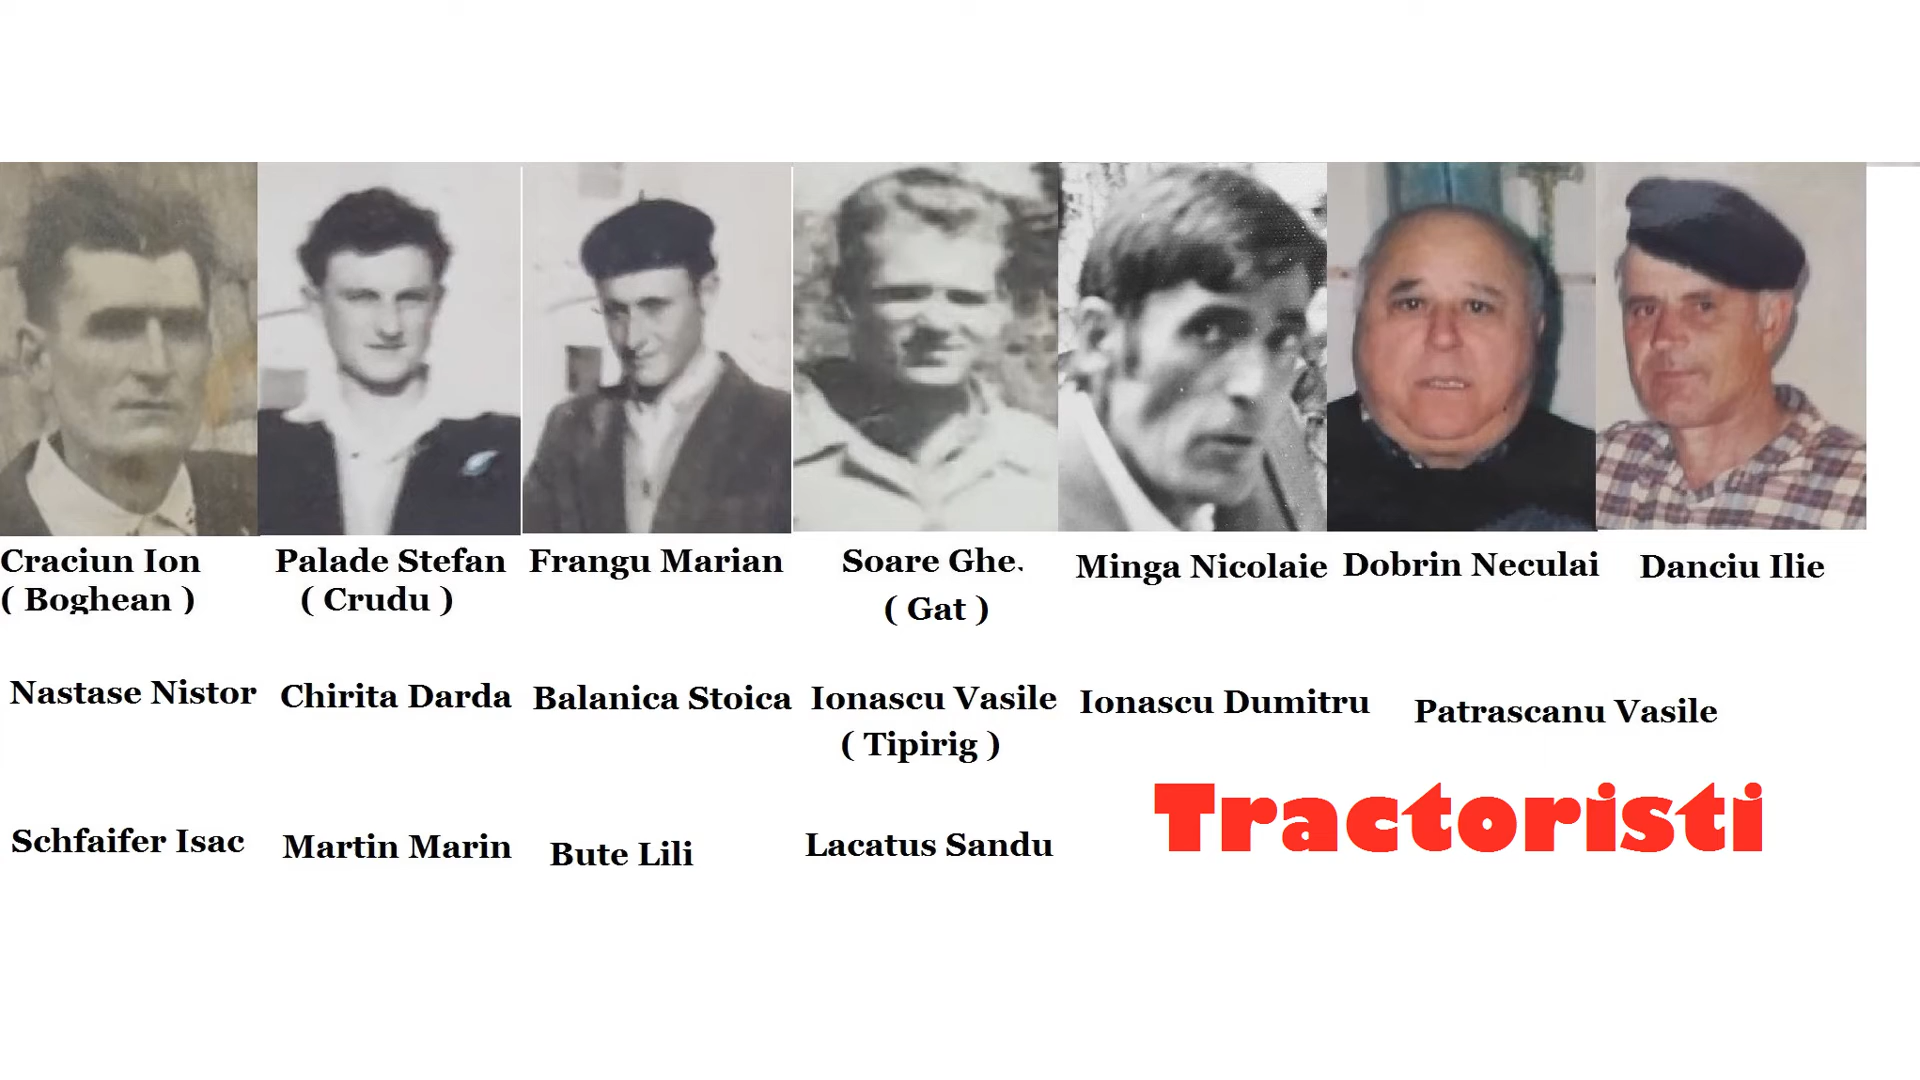 Craciun Ion
( Boghean )
Palade Stefan
( Crudu )
Frangu Marian
Soare Ghe.
( Gat )
Minga Nicolaie
Dobrin Neculai
Danciu Ilie
Nastase Nistor
Chirita Darda
Balanica Stoica
Ionascu Vasile
( Tipirig )
Ionascu Dumitru
Patrascanu Vasile
Schfaifer Isac
Martin Marin
Bute Lili
Lacatus Sandu
Tractoristi